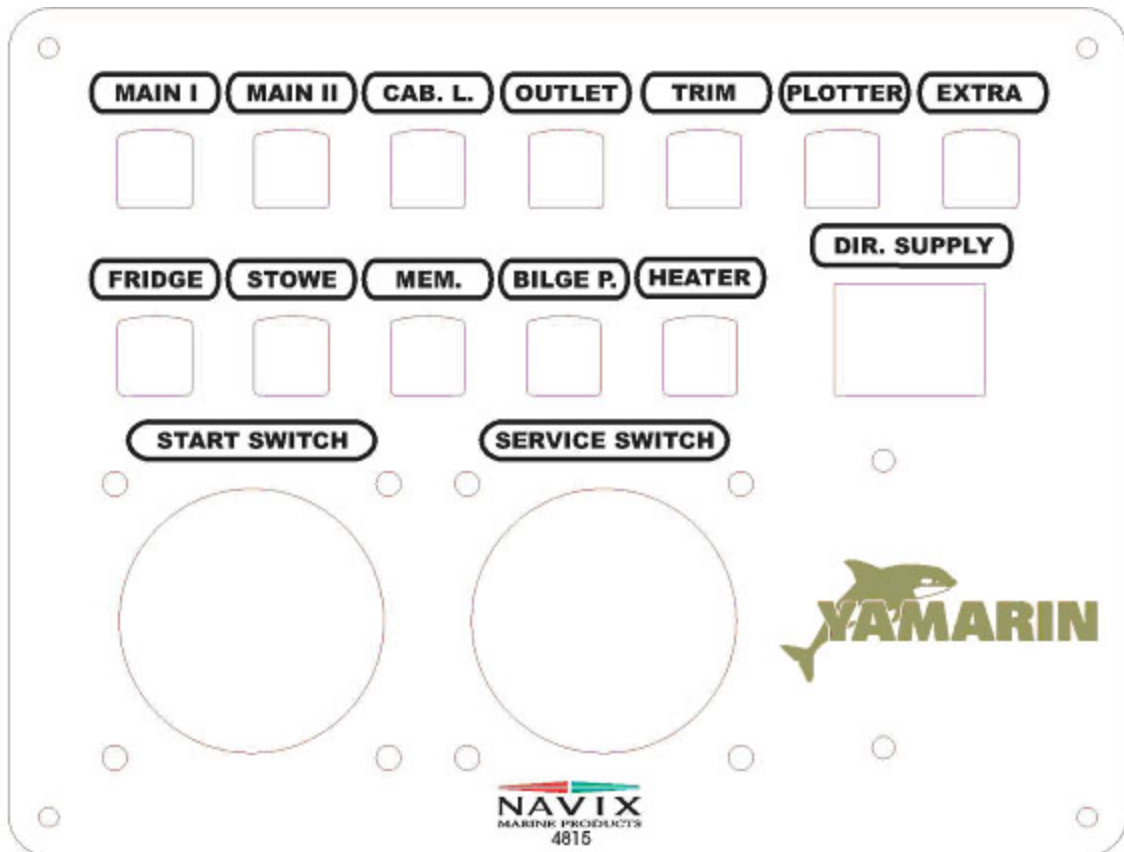 MAIN I MAIN II CAB. L. OUTLET TRIM PLOTTER EXTRA
DIR. SUPPLY
FRIDGE STOWE MEM. BILGE P. HEATER
START SWITCH SERVICE SWITCH
YAMARIN
NAVIX
MARINE PRODUCTS
4815